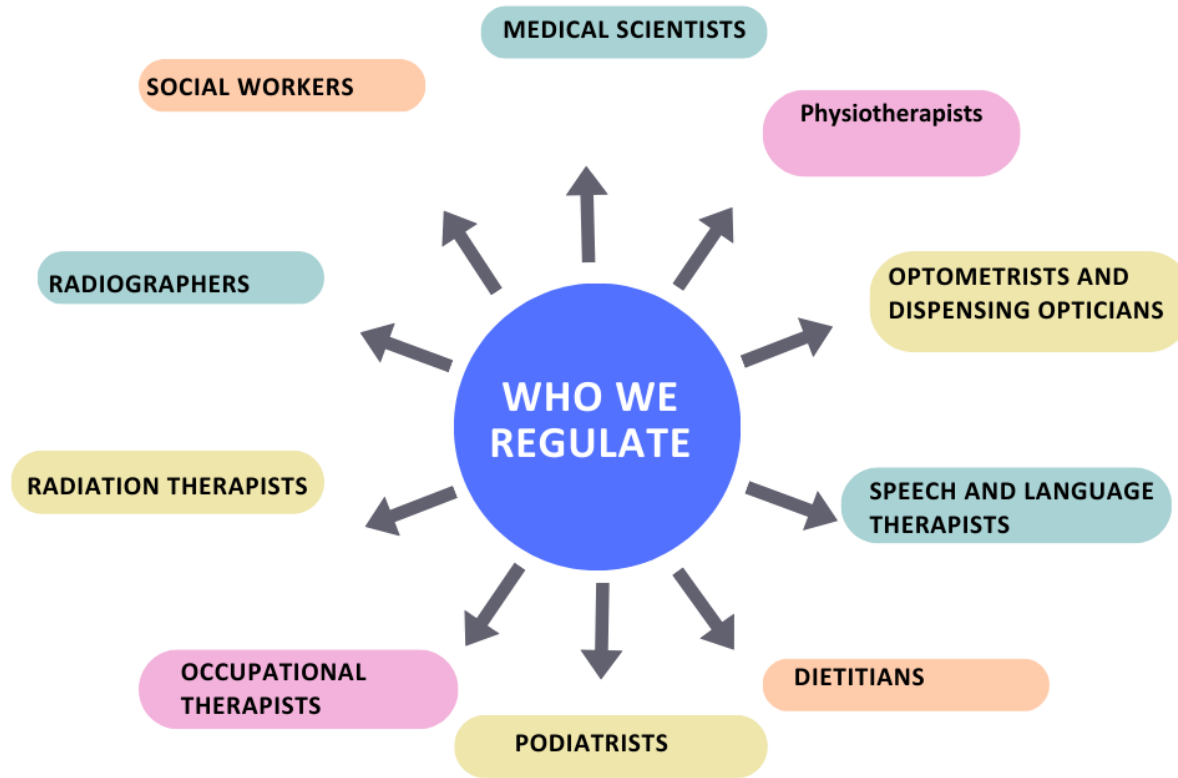 MEDICAL SCIENTISTS
SOCIAL WORKERS
Physiotherapists
RADIOGRAPHERS
OPTOMETRISTS AND
DISPENSING OPTICIANS
WHO WE
REGULATE
RADIATION THERAPISTS
SPEECH AND LANGUAGE
THERAPISTS
OCCUPATIONAL
THERAPISTS
DIETITIANS
PODIATRISTS